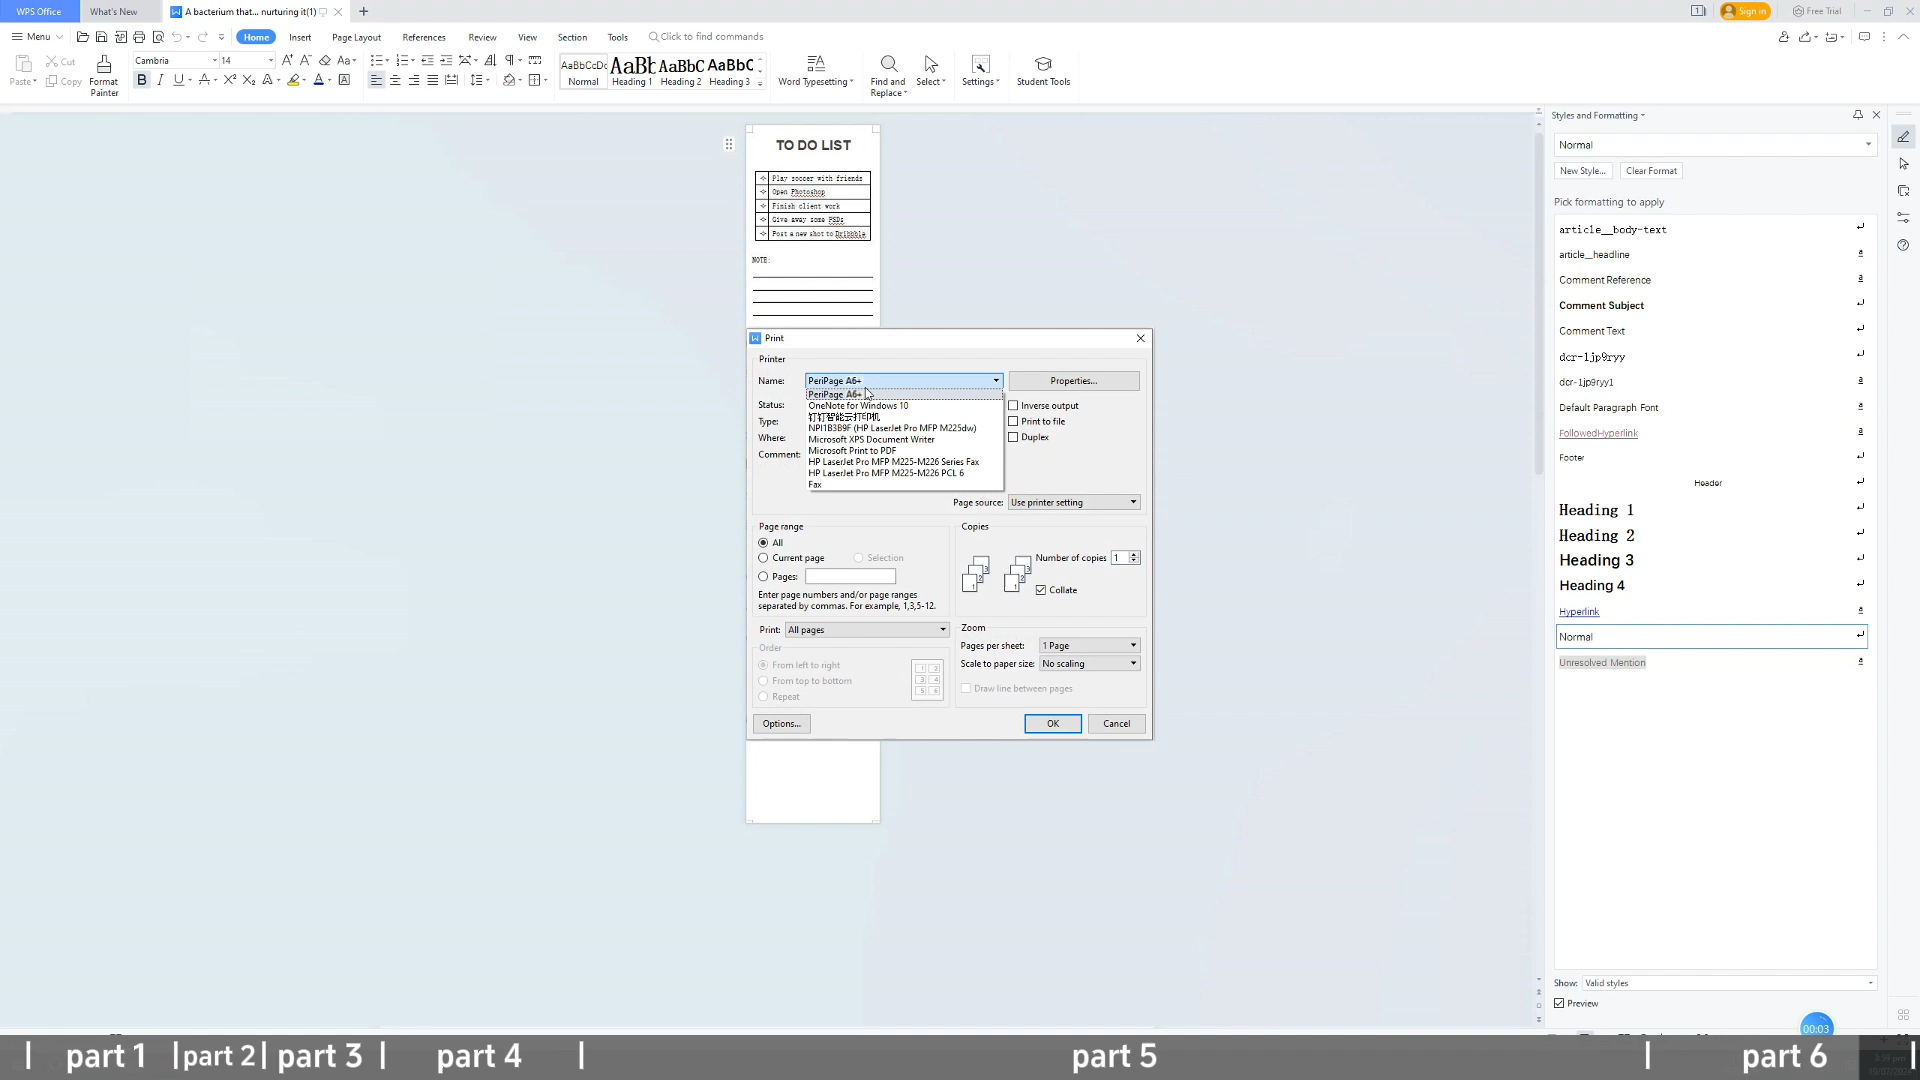 WPS Office
What's New
A bacterium that... nurturing it(1)
Sign in
Free Trial
Menu
Home
Insert
Page Layout
References
Review
View
Section
Tools
Click to find commands
Paste
Cut
Copy
Format Painter
Cambria
14
AaBbCcDc
Normal
AaBb
Heading 1
AaBbC
Heading 2
AaBbC
Heading 3
Word Typesetting
Find and Replace
Select
Settings
Student Tools
TO DO LIST
Play soccer with friends
Open Photoshop
Finish client work
Give away some PSDs
Post a new shot to Dribbble
NOTE:
Print
Printer
Name:
PeriPage A6+
Properties...
Status:
Type:
Where:
Comment:
PeriPage A6+
OneNote for Windows 10
钉钉智能云打印机
NPI1B3B9F (HP LaserJet Pro MFP M225dw)
Microsoft XPS Document Writer
Microsoft Print to PDF
HP LaserJet Pro MFP M225-M226 Series Fax
HP LaserJet Pro MFP M225-M226 PCL 6
Fax
Inverse output
Print to file
Duplex
Page source:
Use printer setting
Page range
All
Current page
Selection
Pages:
Enter page numbers and/or page ranges
separated by commas. For example, 1,3,5-12.
Copies
Number of copies
1
Collate
Print:
All pages
Order
From left to right
From top to bottom
Repeat
Zoom
Pages per sheet:
1 Page
Scale to paper size:
No scaling
Draw line between pages
Options...
OK
Cancel
Styles and Formatting
Normal
New Style...
Clear Format
Pick formatting to apply
article__body-text
article__headline
Comment Reference
Comment Subject
Comment Text
dcr-1jp9ryy
dcr-1jp9ryy1
Default Paragraph Font
FollowedHyperlink
Footer
Header
Heading 1
Heading 2
Heading 3
Heading 4
Hyperlink
Normal
Unresolved Mention
Show:
Valid styles
Preview
00:03
part 1
part 2
part 3
part 4
part 5
part 6